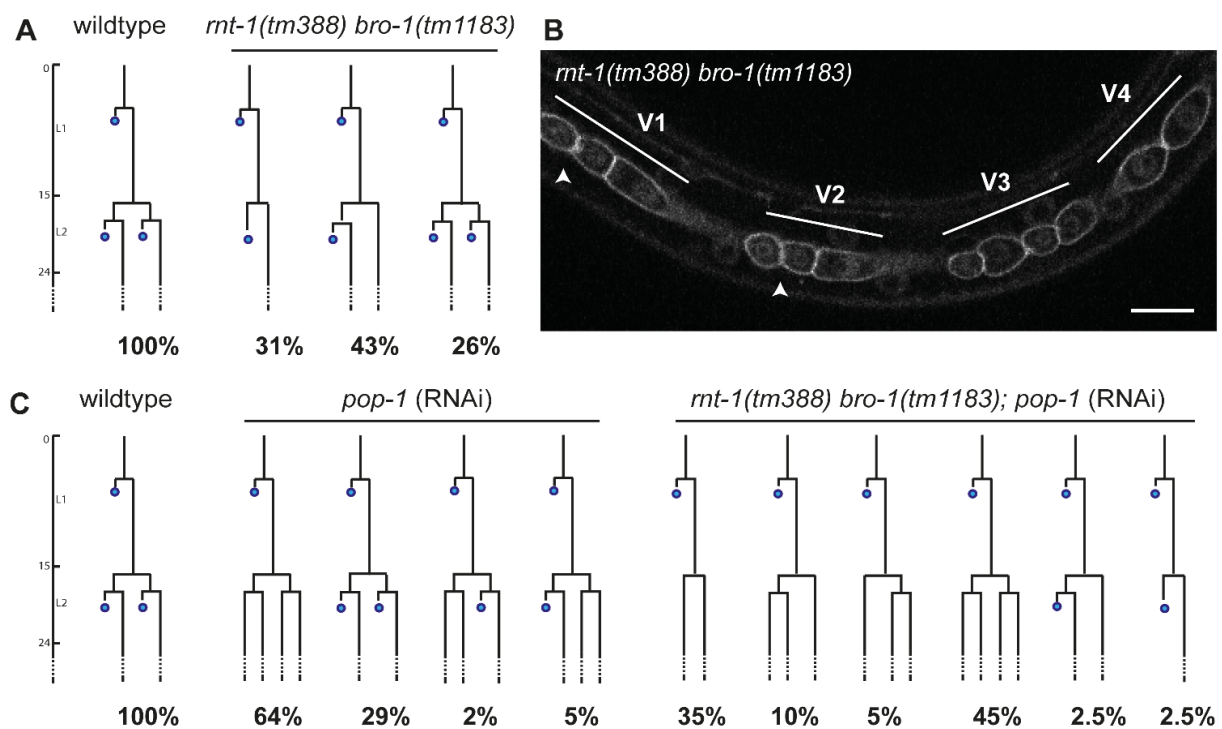 A
wildtype
rnt-1(tm388) bro-1(tm1183)
0
L1
15
L2
24
100%
31%
43%
26%
B
rnt-1(tm388) bro-1(tm1183)
V1
V2
V3
V4
C
wildtype
pop-1 (RNAi)
rnt-1(tm388) bro-1(tm1183); pop-1 (RNAi)
0
L1
15
L2
24
100%
64%
29%
2%
5%
35%
10%
5%
45%
2.5%
2.5%